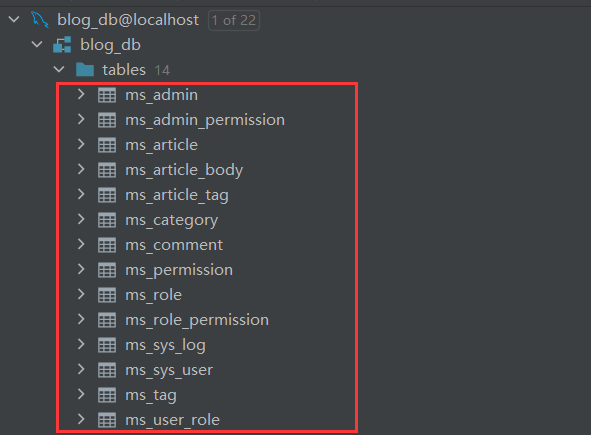 blog_db@localhost 1 of 22
blog_db
tables 14
ms_admin
ms_admin_permission
ms_article
ms_article_body
ms_article_tag
ms_category
ms_comment
ms_permission
ms_role
ms_role_permission
ms_sys_log
ms_sys_user
ms_tag
ms_user_role